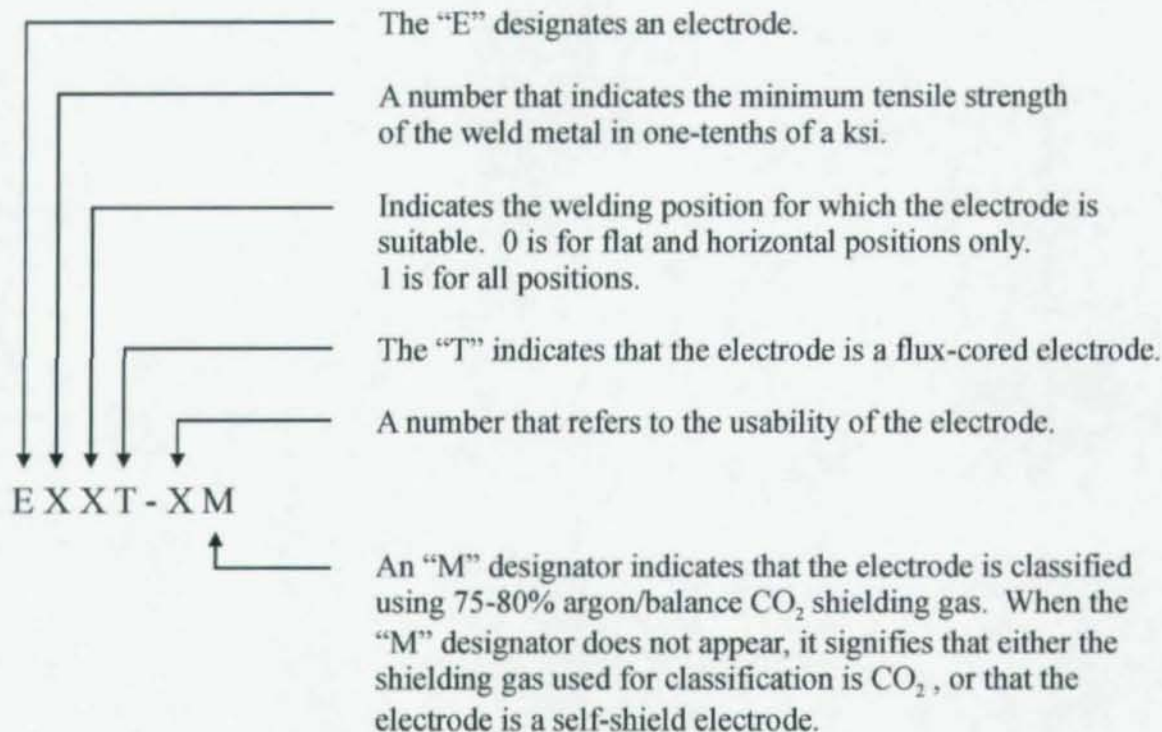 The “E” designates an electrode.
A number that indicates the minimum tensile strength
of the weld metal in one-tenths of a ksi.
Indicates the welding position for which the electrode is
suitable. 0 is for flat and horizontal positions only.
1 is for all positions.
The “T” indicates that the electrode is a flux-cored electrode.
A number that refers to the usability of the electrode.
E X X T - X M
An “M” designator indicates that the electrode is classified
using 75-80% argon/balance CO₂ shielding gas. When the
“M” designator does not appear, it signifies that either the
shielding gas used for classification is CO₂ , or that the
electrode is a self-shield electrode.